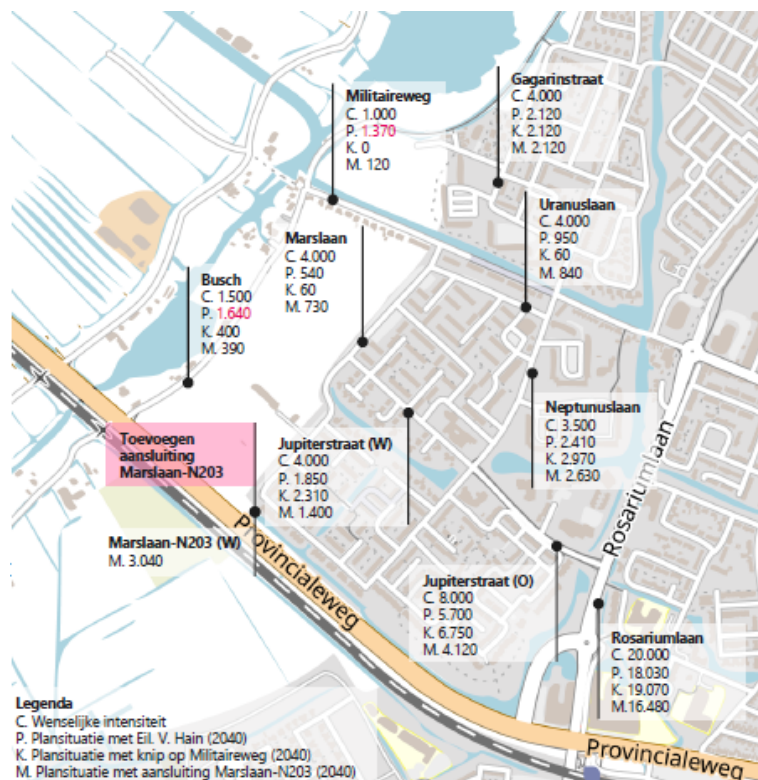 Militaireweg
C. 1.000
P. 1.370
K. 0
M. 120
Gagarinstraat
C. 4.000
P. 2.120
K. 2.120
M. 2.120
Uranuslaan
C. 4.000
P. 950
K. 60
M. 840
Marslaan
C. 4.000
P. 540
K. 60
M. 730
Busch
C. 1.500
P. 1.640
K. 400
M. 390
Neptunuslaan
C. 3.500
P. 2.410
K. 2.970
M. 2.630
Toevoegen
aansluiting
Marslaan-N203
Jupiterstraat (W)
C. 4.000
P. 1.850
K. 2.310
M. 1.400
Marslaan-N203 (W)
M. 3.040
Provincialeweg
Rosariumlaan
Jupiterstraat (O)
C. 8.000
P. 5.700
K. 6.750
M. 4.120
Rosariumlaan
C. 20.000
P. 18.030
K. 19.070
M.16.480
Provincialeweg
Legenda
C. Wenselijke intensiteit
P. Plansituatie met Eil. V. Hain (2040)
K. Plansituatie met knip op Militaireweg (2040)
M. Plansituatie met aansluiting Marslaan-N203 (2040)